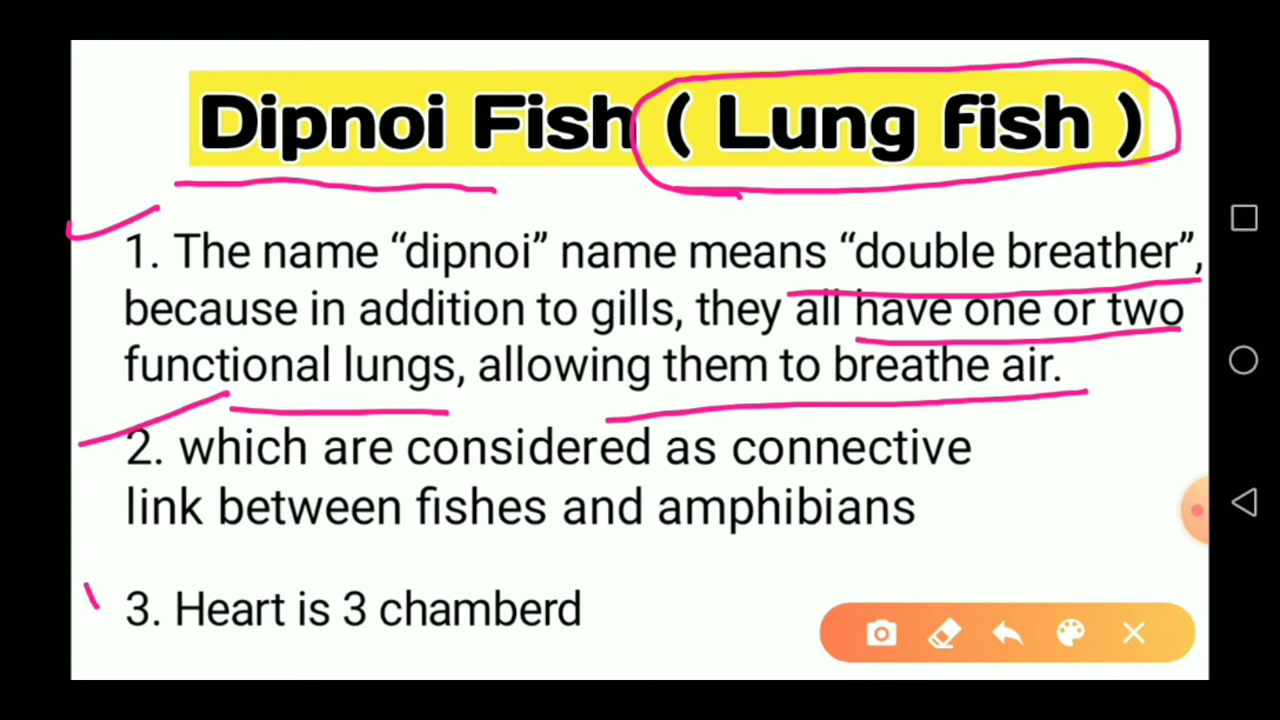 Dipnoi Fish ( Lung fish )
1. The name “dipnoi” name means “double breather”,
because in addition to gills, they all have one or two
functional lungs, allowing them to breathe air.
2. which are considered as connective
link between fishes and amphibians
3. Heart is 3 chamberd